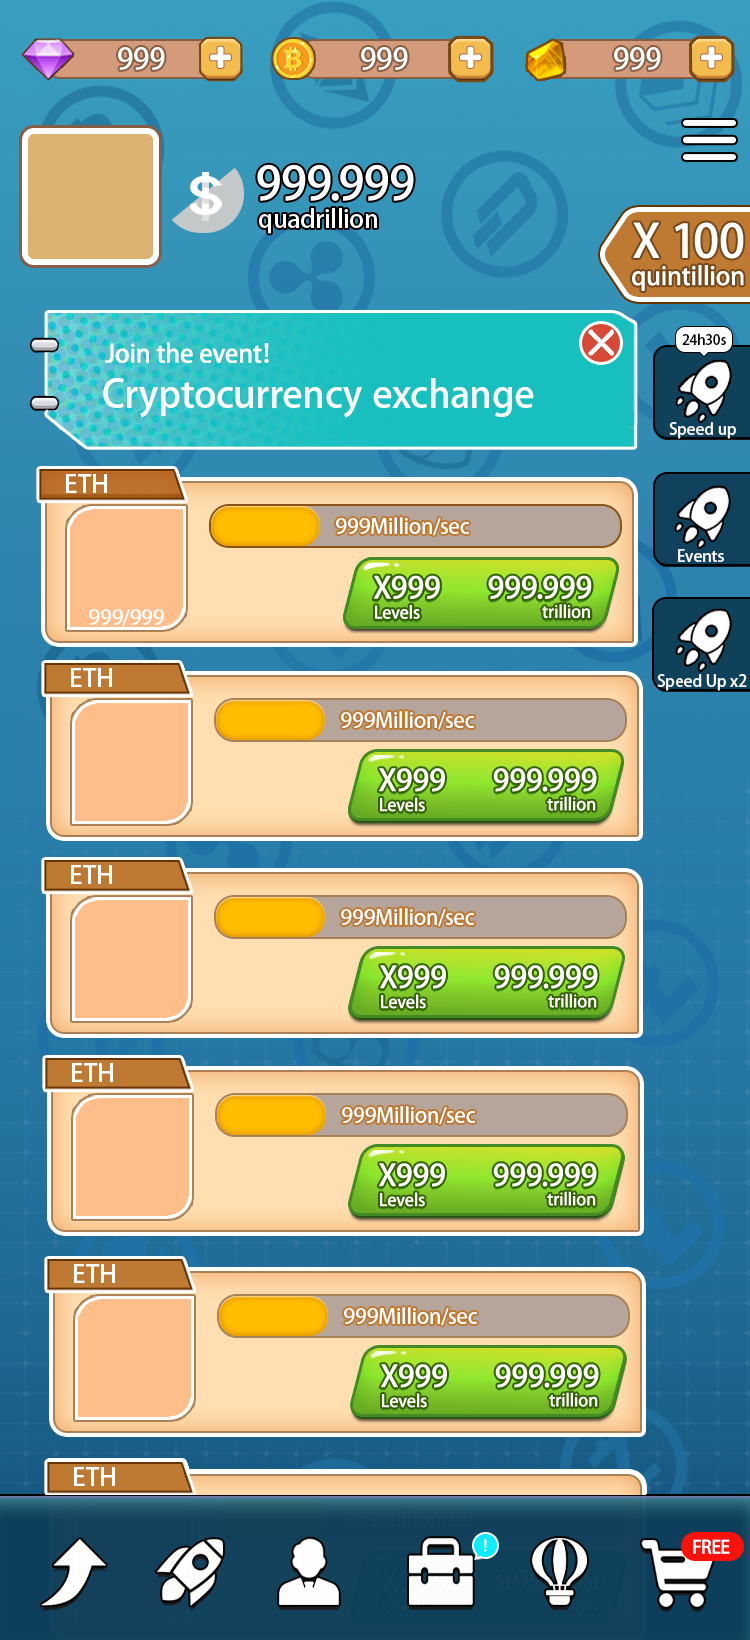 999
999
999
$
999.999
quadrillion
X 100
quintillion
Join the event!
Cryptocurrency exchange
24h30s
Speed up
Events
Speed Up x2
ETH
999Million/sec
X999 999.999
Levels trillion
999/999
ETH
999Million/sec
X999 999.999
Levels trillion
ETH
999Million/sec
X999 999.999
Levels trillion
ETH
999Million/sec
X999 999.999
Levels trillion
ETH
999Million/sec
X999 999.999
Levels trillion
ETH
!
FREE